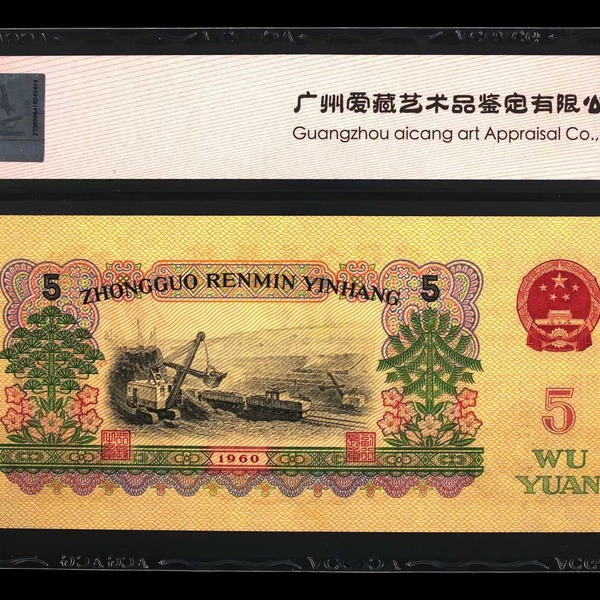 广州爱藏艺术品鉴定有限公
Guangzhou aicang art Appraisal Co.,
ZHONGGUO RENMIN YINHANG
5
5
1960
5
WU
YUAN